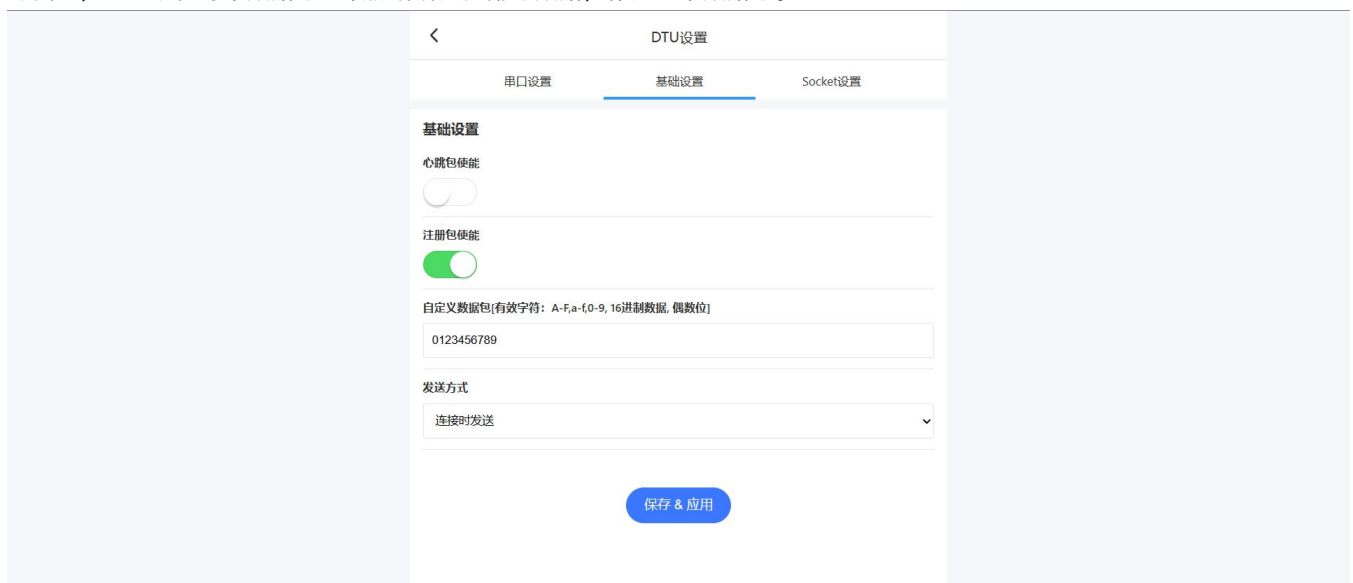 DTU设置
串口设置 基础设置 Socket设置
基础设置
心跳包使能
注册包使能
自定义数据包[有效字符：A-F,a-f,0-9, 16进制数据, 偶数位]
0123456789
发送方式
连接时发送
保存 & 应用